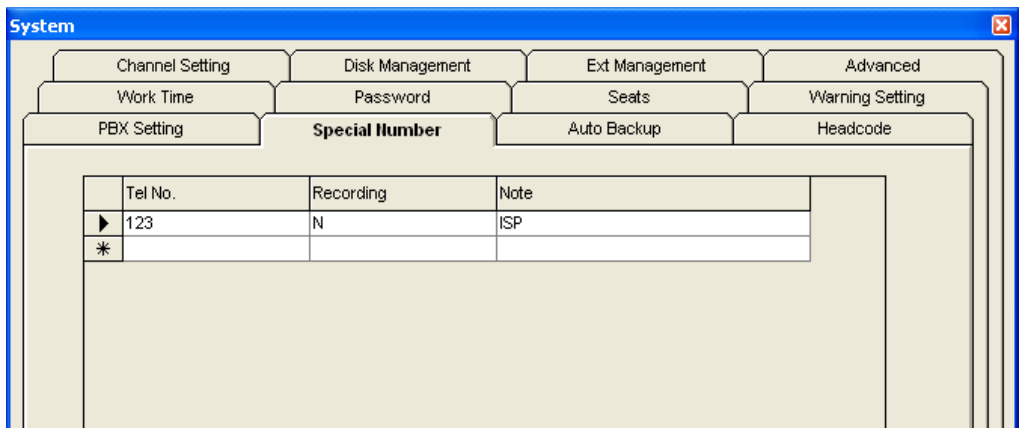 System
Channel Setting Disk Management Ext Management Advanced
Work Time Password Seats Warning Setting
PBX Setting Special Number Auto Backup Headcode
Tel No. Recording Note
123 N ISP